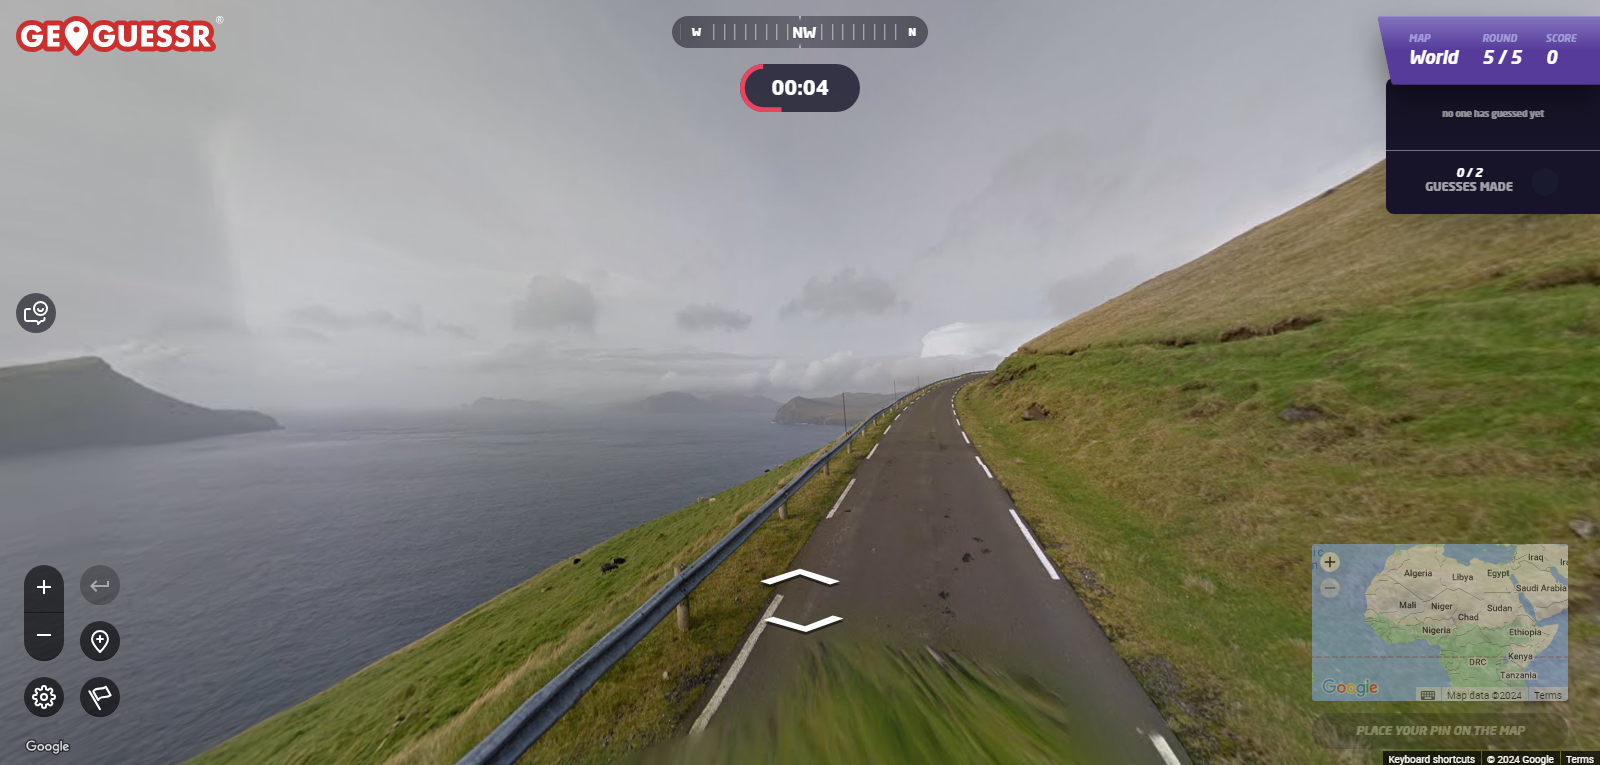 GEOGUESSR®
W NW N
00:04
MAP ROUND SCORE
World 5 / 5 0
no one has guessed yet
0 / 2
GUESSES MADE
Iraq
Algeria Libya Egypt
Saudi Arabia
Mali Niger Sudan
Chad
Nigeria Ethiopia
DRC Kenya
Tanzania
Google
Map data ©2024 Terms
PLACE YOUR PIN ON THE MAP
Google
Keyboard shortcuts © 2024 Google Terms